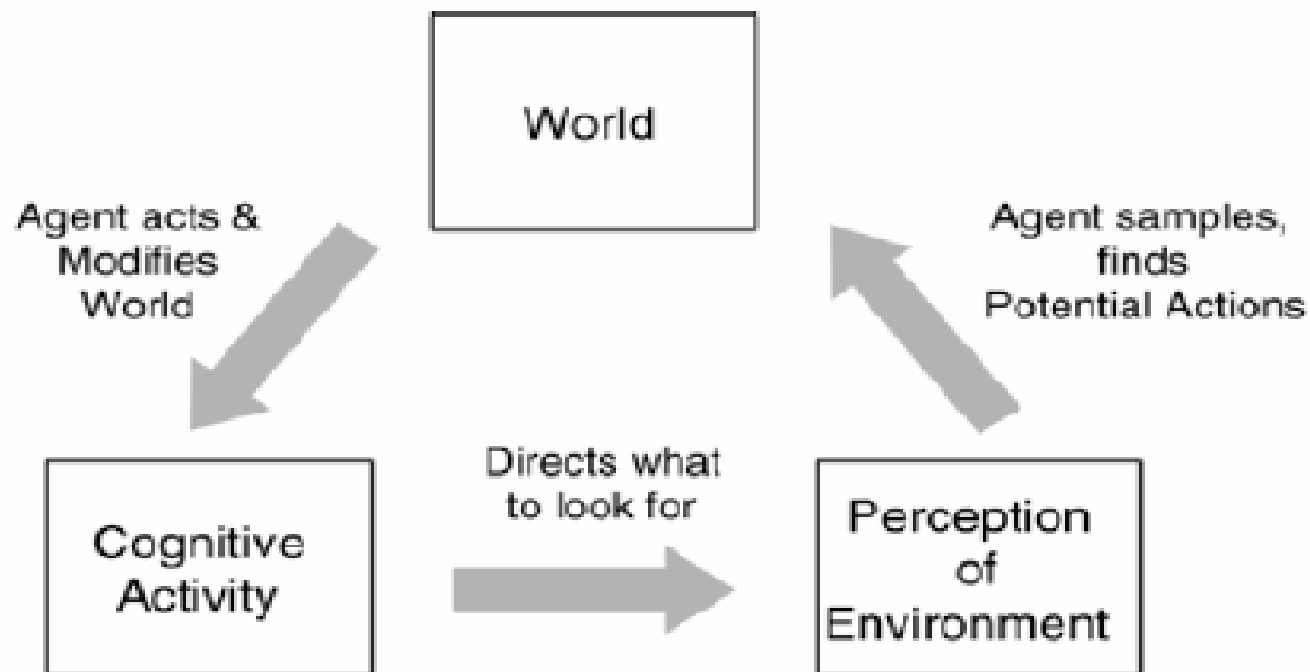 World
Agent acts &
Modifies
World
Agent samples,
finds
Potential Actions
Directs what
to look for
Cognitive
Activity
Perception
of
Environment